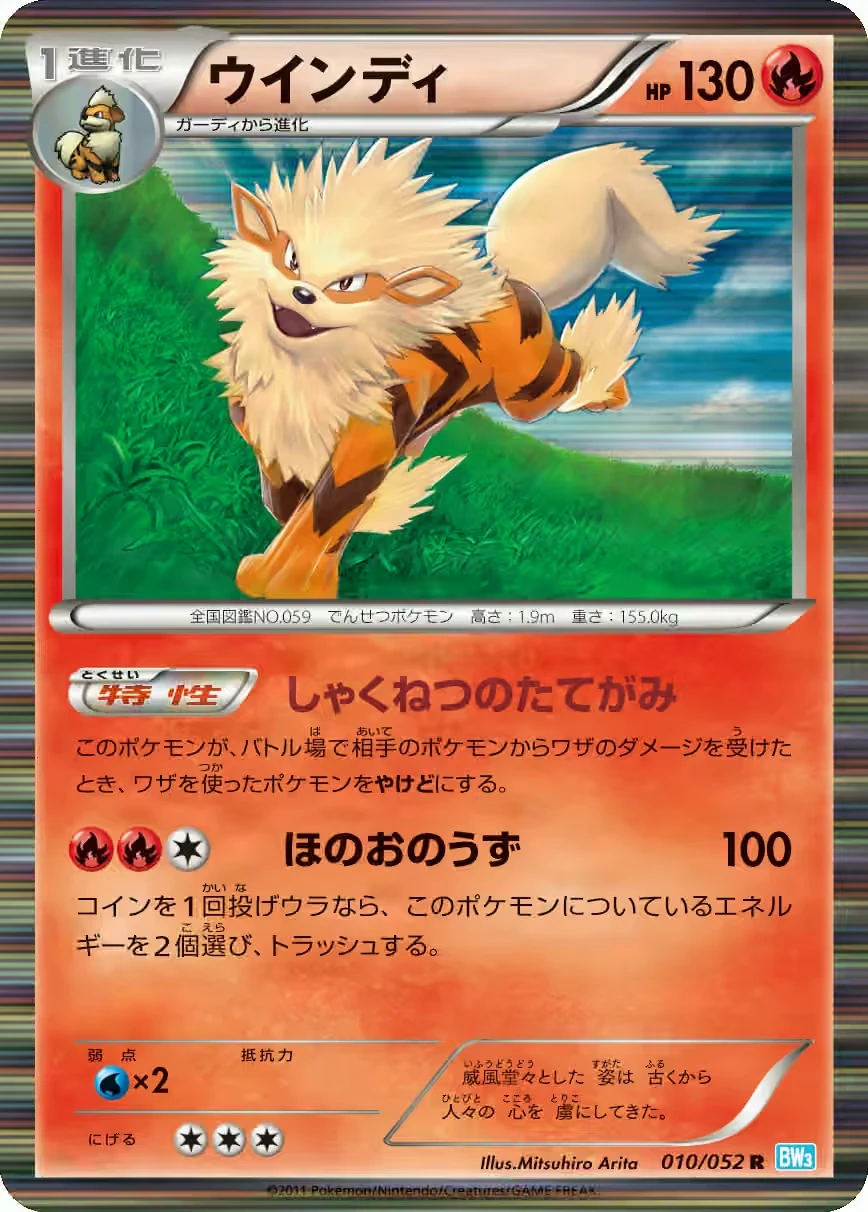 1進化
ウインディ
HP 130
ガーディから進化
全国図鑑NO.059 でんせつポケモン 高さ:1.9m 重さ:155.0kg
とくせい
特性 しゃくねつのたてがみ
このポケモンが、バトル場で相手のポケモンからワザのダメージを受けた
とき、ワザを使ったポケモンをやけどにする。
ほのおのうず 100
コインを1回投げウラなら、このポケモンについているエネル
ギーを2個選び、トラッシュする。
弱点 抵抗力
×2
にげる
威風堂々とした 姿は 古くから
人々の 心を 虜にしてきた。
Illus.Mitsuhiro Arita 010/052 R BW3
©2011 Pokémon/Nintendo/Creatures/GAME FREAK.